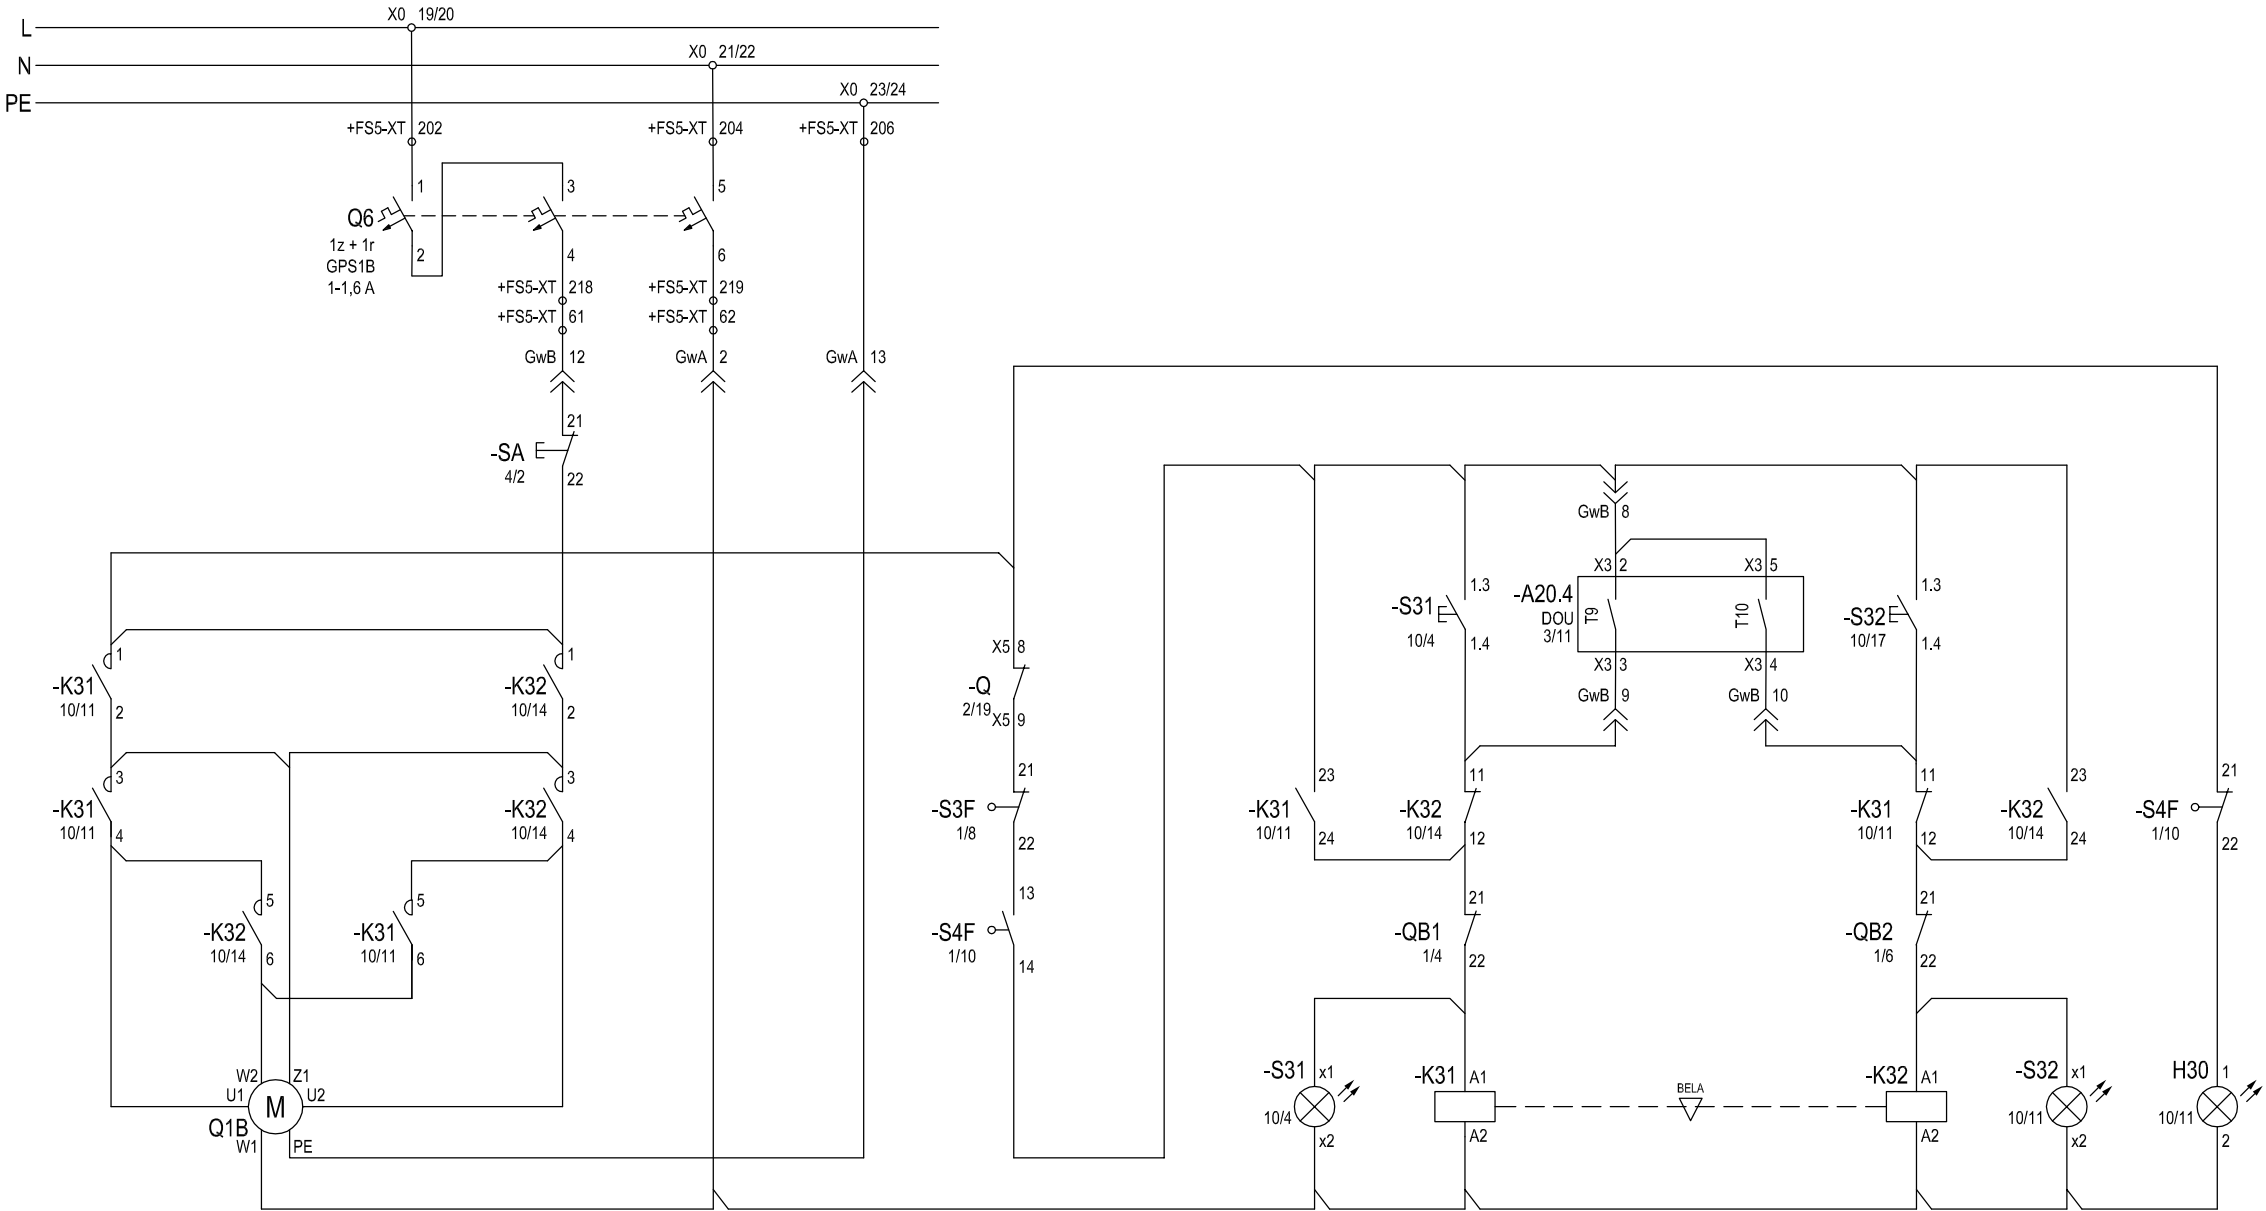 X0 19/20
L
X0 21/22
N
X0 23/24
PE
+FS5-XT 202
+FS5-XT 204
+FS5-XT 206
1
3
5
Q6
1z + 1r
GPS1B
1-1,6 A
2
4
6
+FS5-XT 218
+FS5-XT 219
+FS5-XT 61
+FS5-XT 62
GwB 12
GwA 2
GwA 13
21
-SA
4/2
22
GwB 8
X3 2
X3 5
-A20.4
DOU
3/11
T9
T10
X3 3
X3 4
GwB 9
GwB 10
1.3
-S31
10/4
1.4
1.3
-S32
10/17
1.4
1
-K31
10/11
2
1
-K32
10/14
2
X5 8
-Q
2/19
X5 9
3
-K31
10/11
4
3
-K32
10/14
4
21
-S3F
1/8
22
23
-K31
10/11
24
11
-K32
10/14
12
11
-K31
10/11
12
23
-K32
10/14
24
21
-S4F
1/10
22
5
-K32
10/14
6
5
-K31
10/11
6
13
-S4F
1/10
14
21
-QB1
1/4
22
21
-QB2
1/6
22
W2
Z1
U1
M
U2
Q1B
W1
PE
-S31 x1
10/4
x2
-K31 A1
A2
BELA
-K32 A1
A2
-S32 x1
10/11
x2
H30 1
10/11
2